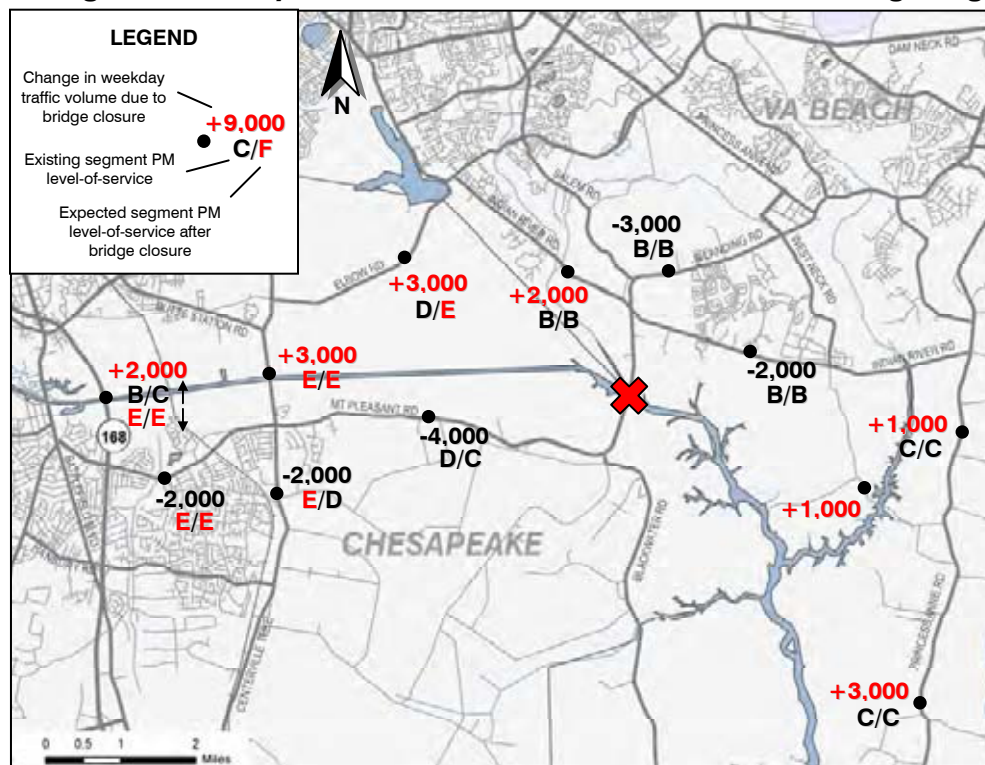 LEGEND
Change in weekday
traffic volume due to
bridge closure
+9,000
C/F
Existing segment PM
level-of-service
Expected segment PM
level-of-service after
bridge closure
N
DAM NECK RD
VA BEACH
PRINCESS ANNE RD
SALEM RD
INDIAN RIVER RD
-3,000
B/B
LANDING RD
WEST NECK RD
ELBOW RD
+3,000
D/E
+2,000
B/B
BUTTS STATION RD
+3,000
E/E
-2,000
B/B
INDIAN RIVER RD
+2,000
B/C
E/E
168
MT PLEASANT RD
-4,000
D/C
+1,000
C/C
-2,000
E/E
-2,000
E/D
+1,000
CHESAPEAKE
BLACKWATER RD
CENTERVILLE TPKE
PRINCESS ANNE RD
+3,000
C/C
0 0.5 1 2
Miles